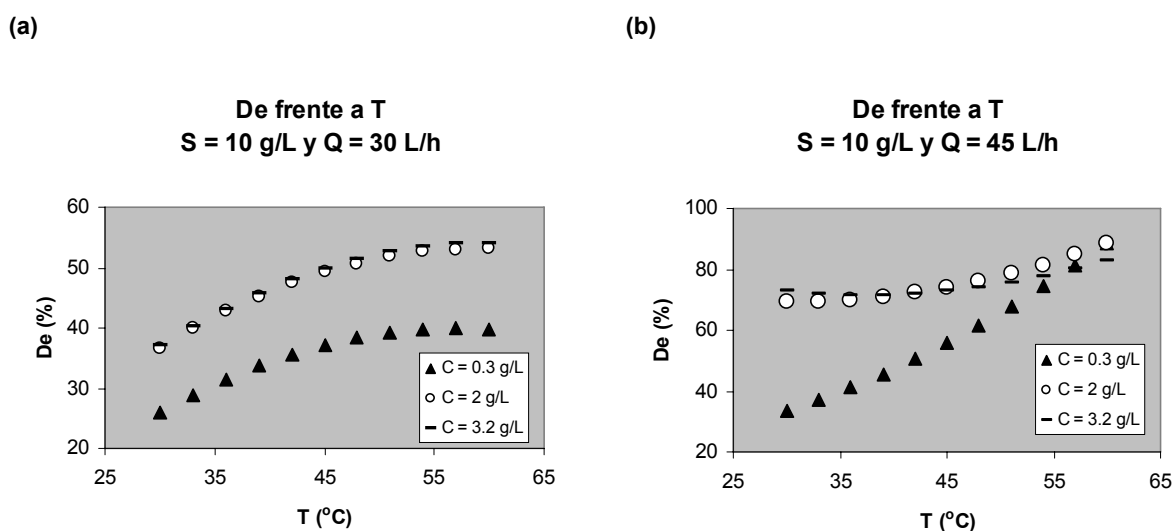 (a)
De frente a T
S = 10 g/L y Q = 30 L/h
60
50
40
30
20
De (%)
25
35
45
55
65
T (°C)
C = 0.3 g/L
C = 2 g/L
C = 3.2 g/L
(b)
De frente a T
S = 10 g/L y Q = 45 L/h
100
80
60
40
20
De (%)
25
35
45
55
65
T (°C)
C = 0.3 g/L
C = 2 g/L
C = 3.2 g/L